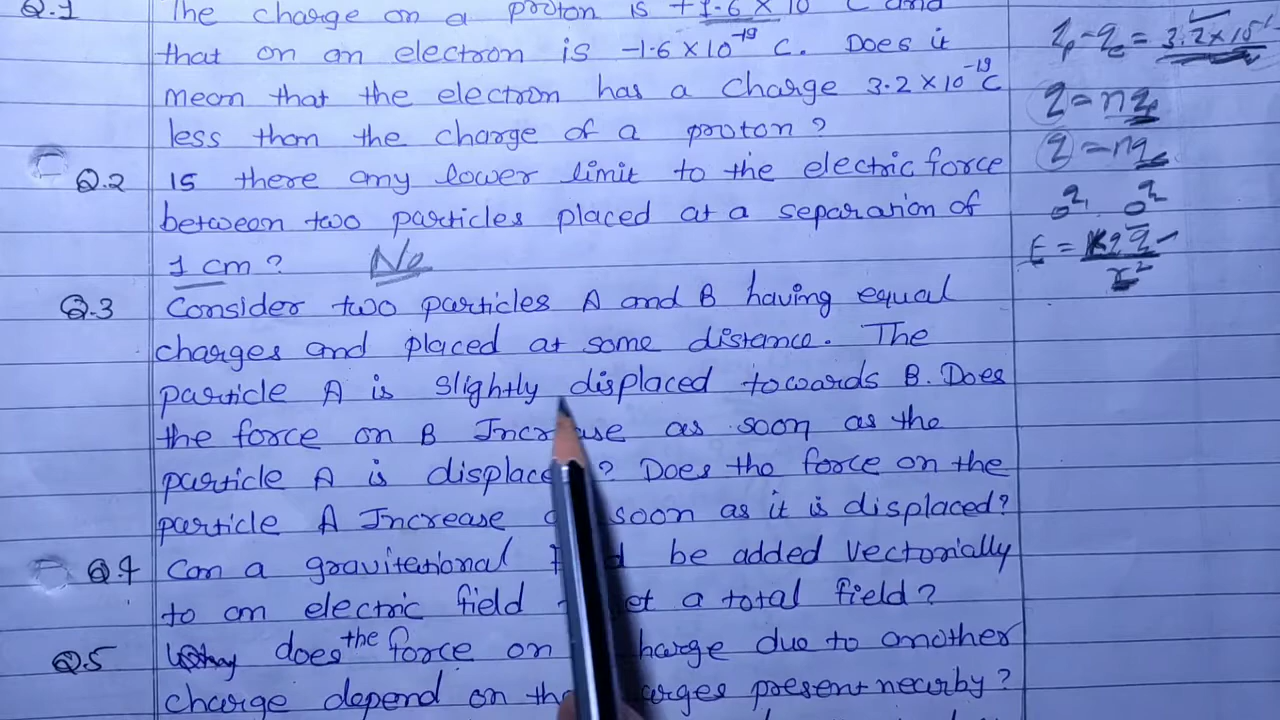 Q.1 The charge on a proton is +1.6 × 10 C and
that on an electron is -1.6 × 10⁻¹⁹ C. Does it
mean that the electron has a charge 3.2 × 10⁻¹⁹ C
less than the charge of a proton?
Q.2 Is there any lower limit to the electric force
between two particles placed at a separation of
1 cm? No
Q.3 Consider two particles A and B having equal
charges and placed at some distance. The
particle A is slightly displaced towards B. Does
the force on B Increase as soon as the
particle A is displaced? Does the force on the
particle A Increase soon as it is displaced?
Q.4 Can a gravitational be added vectorially
to an electric field a total field?
Q.5 Why does the force on due to another
charge depend on present nearby?
q = nq